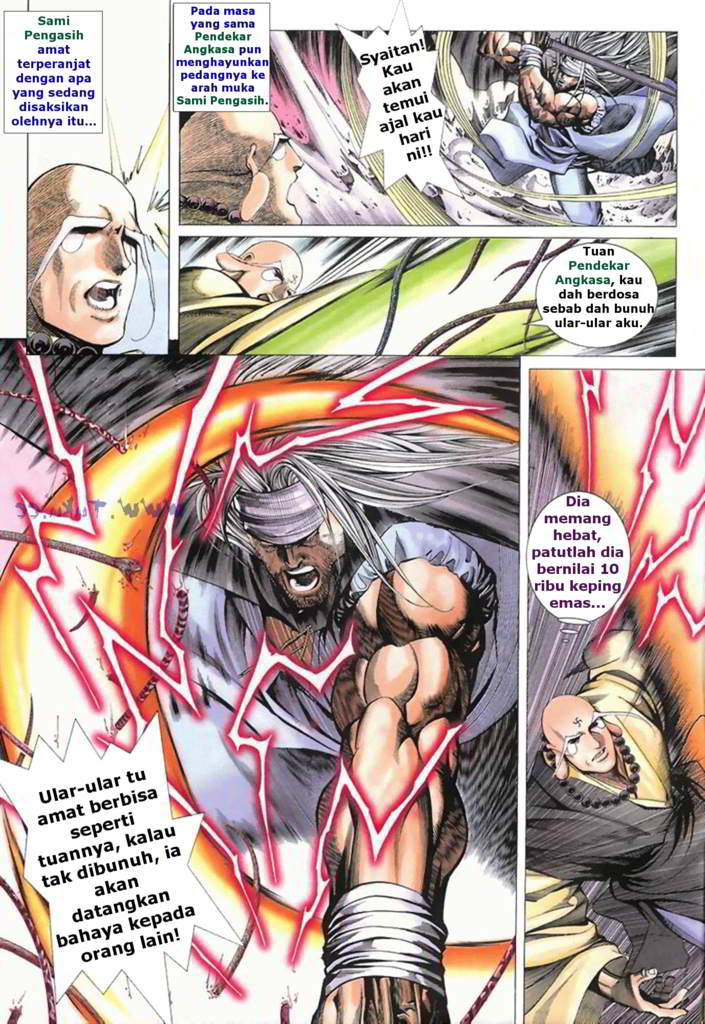 Sami
Pengasih
amat
terperanjat
dengan apa
yang sedang
disaksikan
olehnya itu...
Pada masa
yang sama
Pendekar
Angkasa pun
menghayunkan
pedangnya ke
arah muka
Sami Pengasih.
Syaitan!
Kau
akan
temui
ajal kau
hari
ni!!
Tuan
Pendekar
Angkasa, kau
dah berdosa
sebab dah bunuh
ular-ular aku.
Ular-ular tu
amat berbisa
seperti
tuannya, kalau
tak dibunuh, ia
akan
datangkan
bahaya kepada
orang lain!
Dia
memang
hebat,
patutlah dia
bernilai 10
ribu keping
emas...